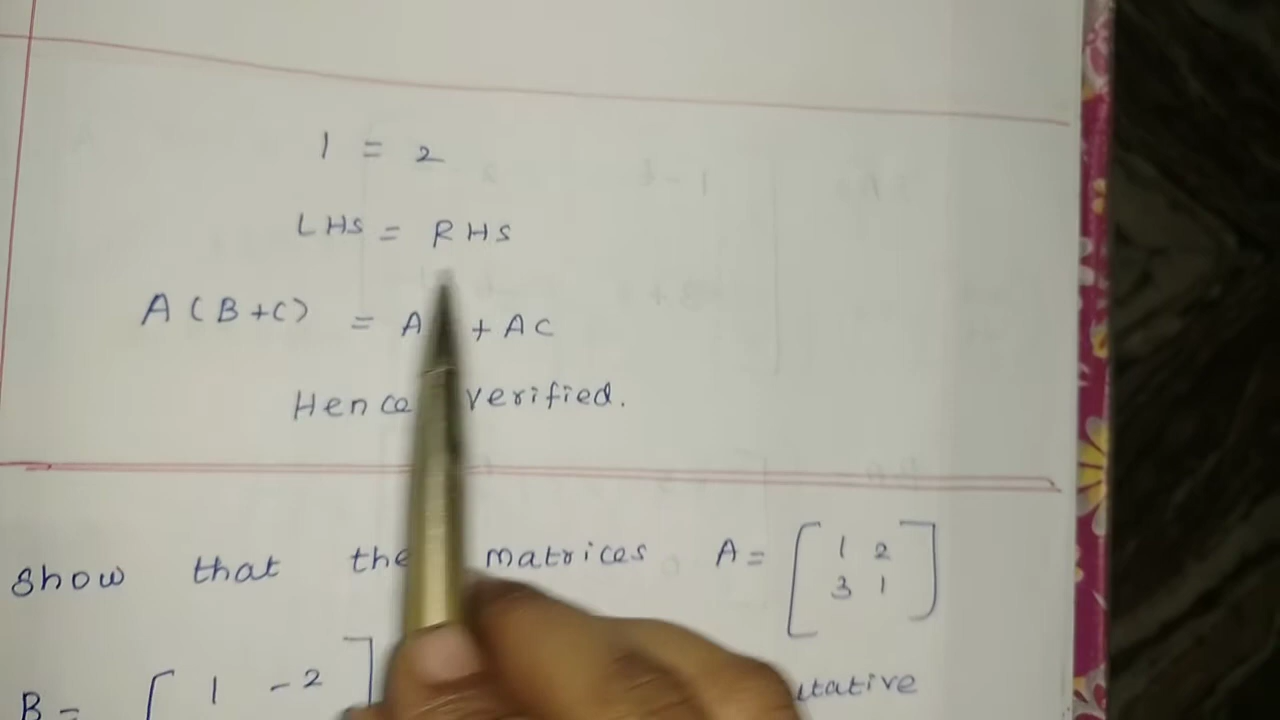 1 = 2
LHS = RHS
A(B+C) = A + AC
Hence verified.
show that the matrices A = [ 1 2
3 1 ]
B = [ 1 -2 ]